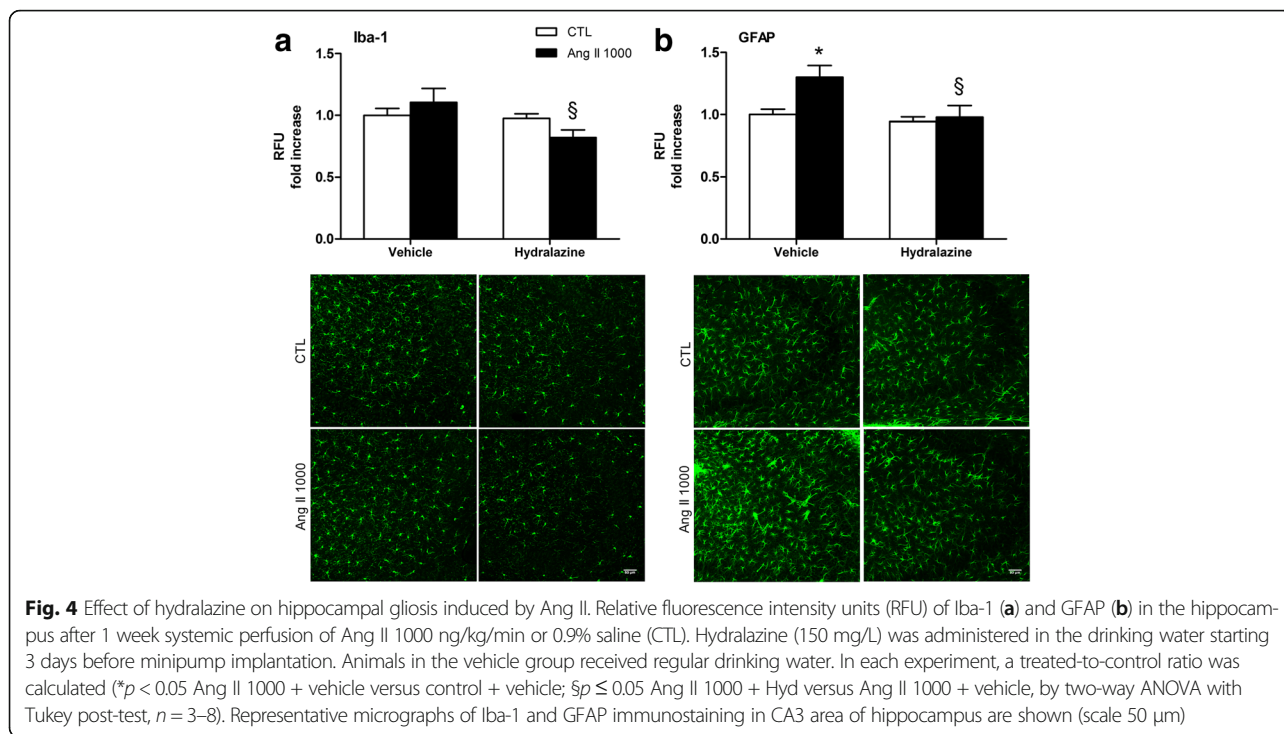 a Iba-1
CTL
Ang II 1000
RFU
fold increase
1.5
1.0
0.5
0.0
§
Vehicle Hydralazine
b GFAP
RFU
fold increase
1.5
1.0
0.5
0.0
*
§
Vehicle Hydralazine
CTL
Ang II 1000
50 µm
CTL
Ang II 1000
50 µm
Fig. 4 Effect of hydralazine on hippocampal gliosis induced by Ang II. Relative fluorescence intensity units (RFU) of Iba-1 (a) and GFAP (b) in the hippocam-
pus after 1 week systemic perfusion of Ang II 1000 ng/kg/min or 0.9% saline (CTL). Hydralazine (150 mg/L) was administered in the drinking water starting
3 days before minipump implantation. Animals in the vehicle group received regular drinking water. In each experiment, a treated-to-control ratio was
calculated (*p < 0.05 Ang II 1000 + vehicle versus control + vehicle; §p ≤ 0.05 Ang II 1000 + Hyd versus Ang II 1000 + vehicle, by two-way ANOVA with
Tukey post-test, n = 3–8). Representative micrographs of Iba-1 and GFAP immunostaining in CA3 area of hippocampus are shown (scale 50 µm)